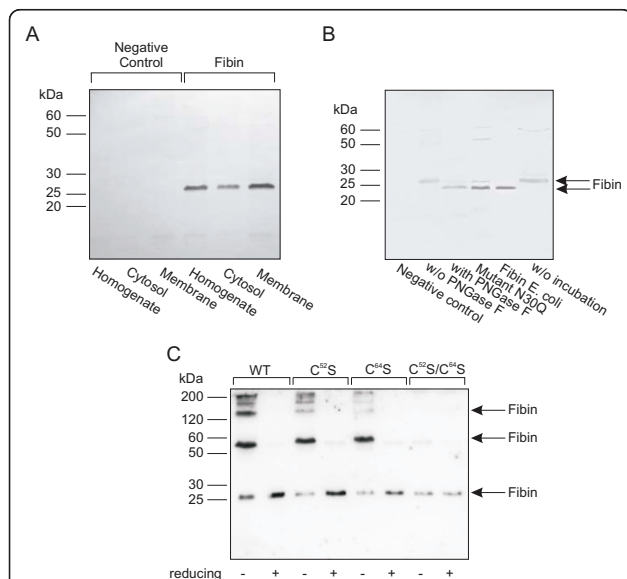 A
Negative Control
Fibin
kDa
60
50
30
25
20
Homogenate
Cytosol
Membrane
Homogenate
Cytosol
Membrane
B
kDa
60
50
30
25
20
Fibin
Negative control
w/o PNGase F
with PNGase F
Mutant N30Q
Fibin E. coli
w/o incubation
C
WT
C⁵²S
C⁶⁴S
C⁵²S/C⁶⁴S
kDa
200
120
60
50
30
25
Fibin
Fibin
Fibin
reducing - + - + - + - +